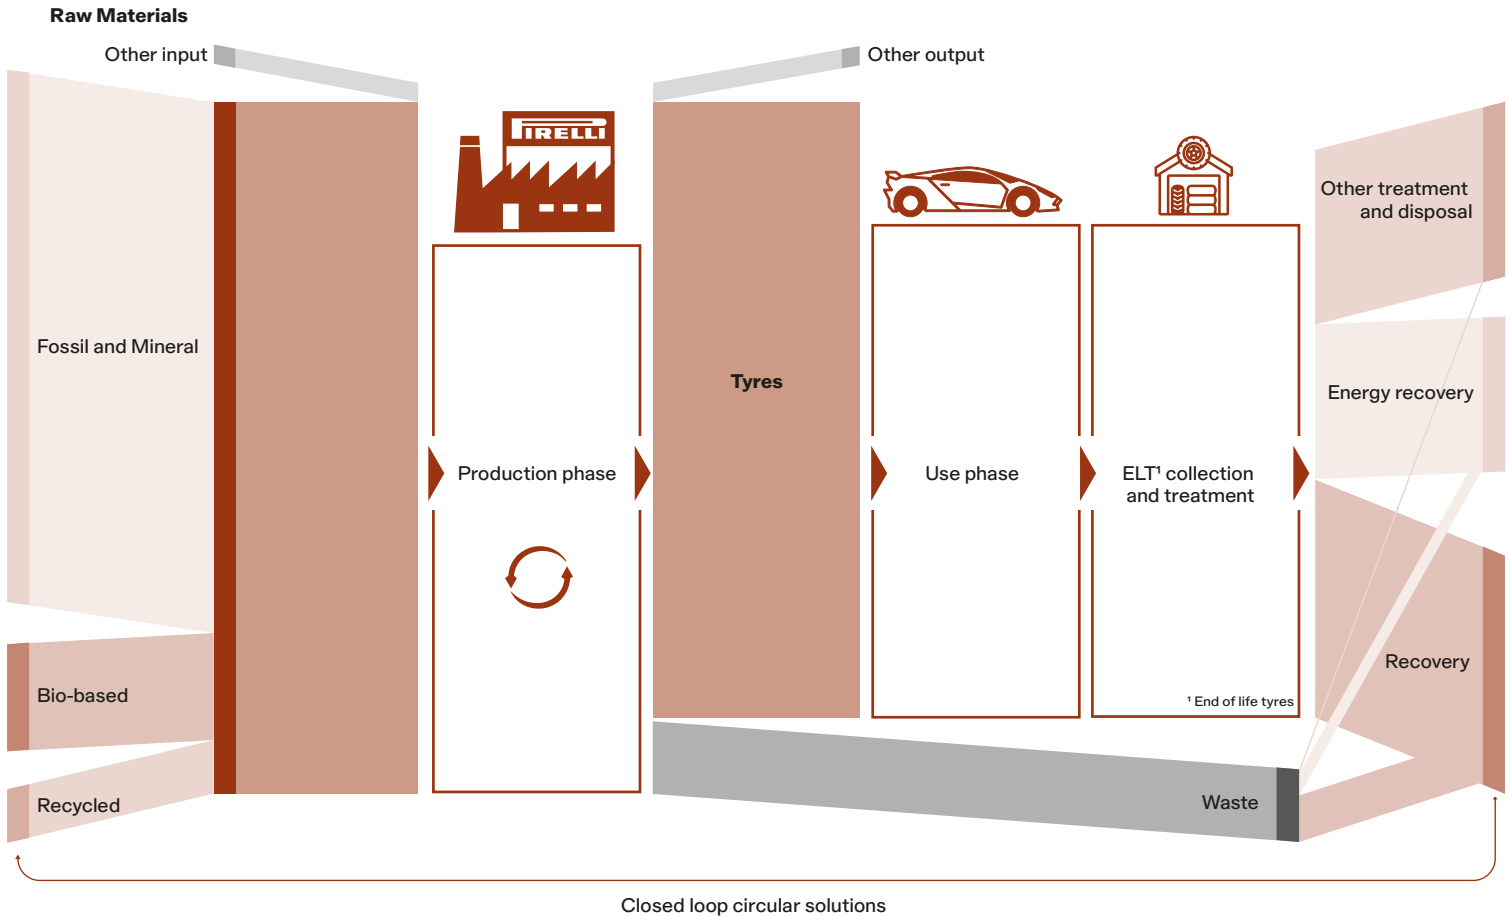 Raw Materials
Other input
Other output
PIRELLI
Other treatment
and disposal
Fossil and Mineral
Tyres
Energy recovery
Production phase
Use phase
ELT¹ collection
and treatment
Recovery
Bio-based
¹ End of life tyres
Recycled
Waste
Closed loop circular solutions